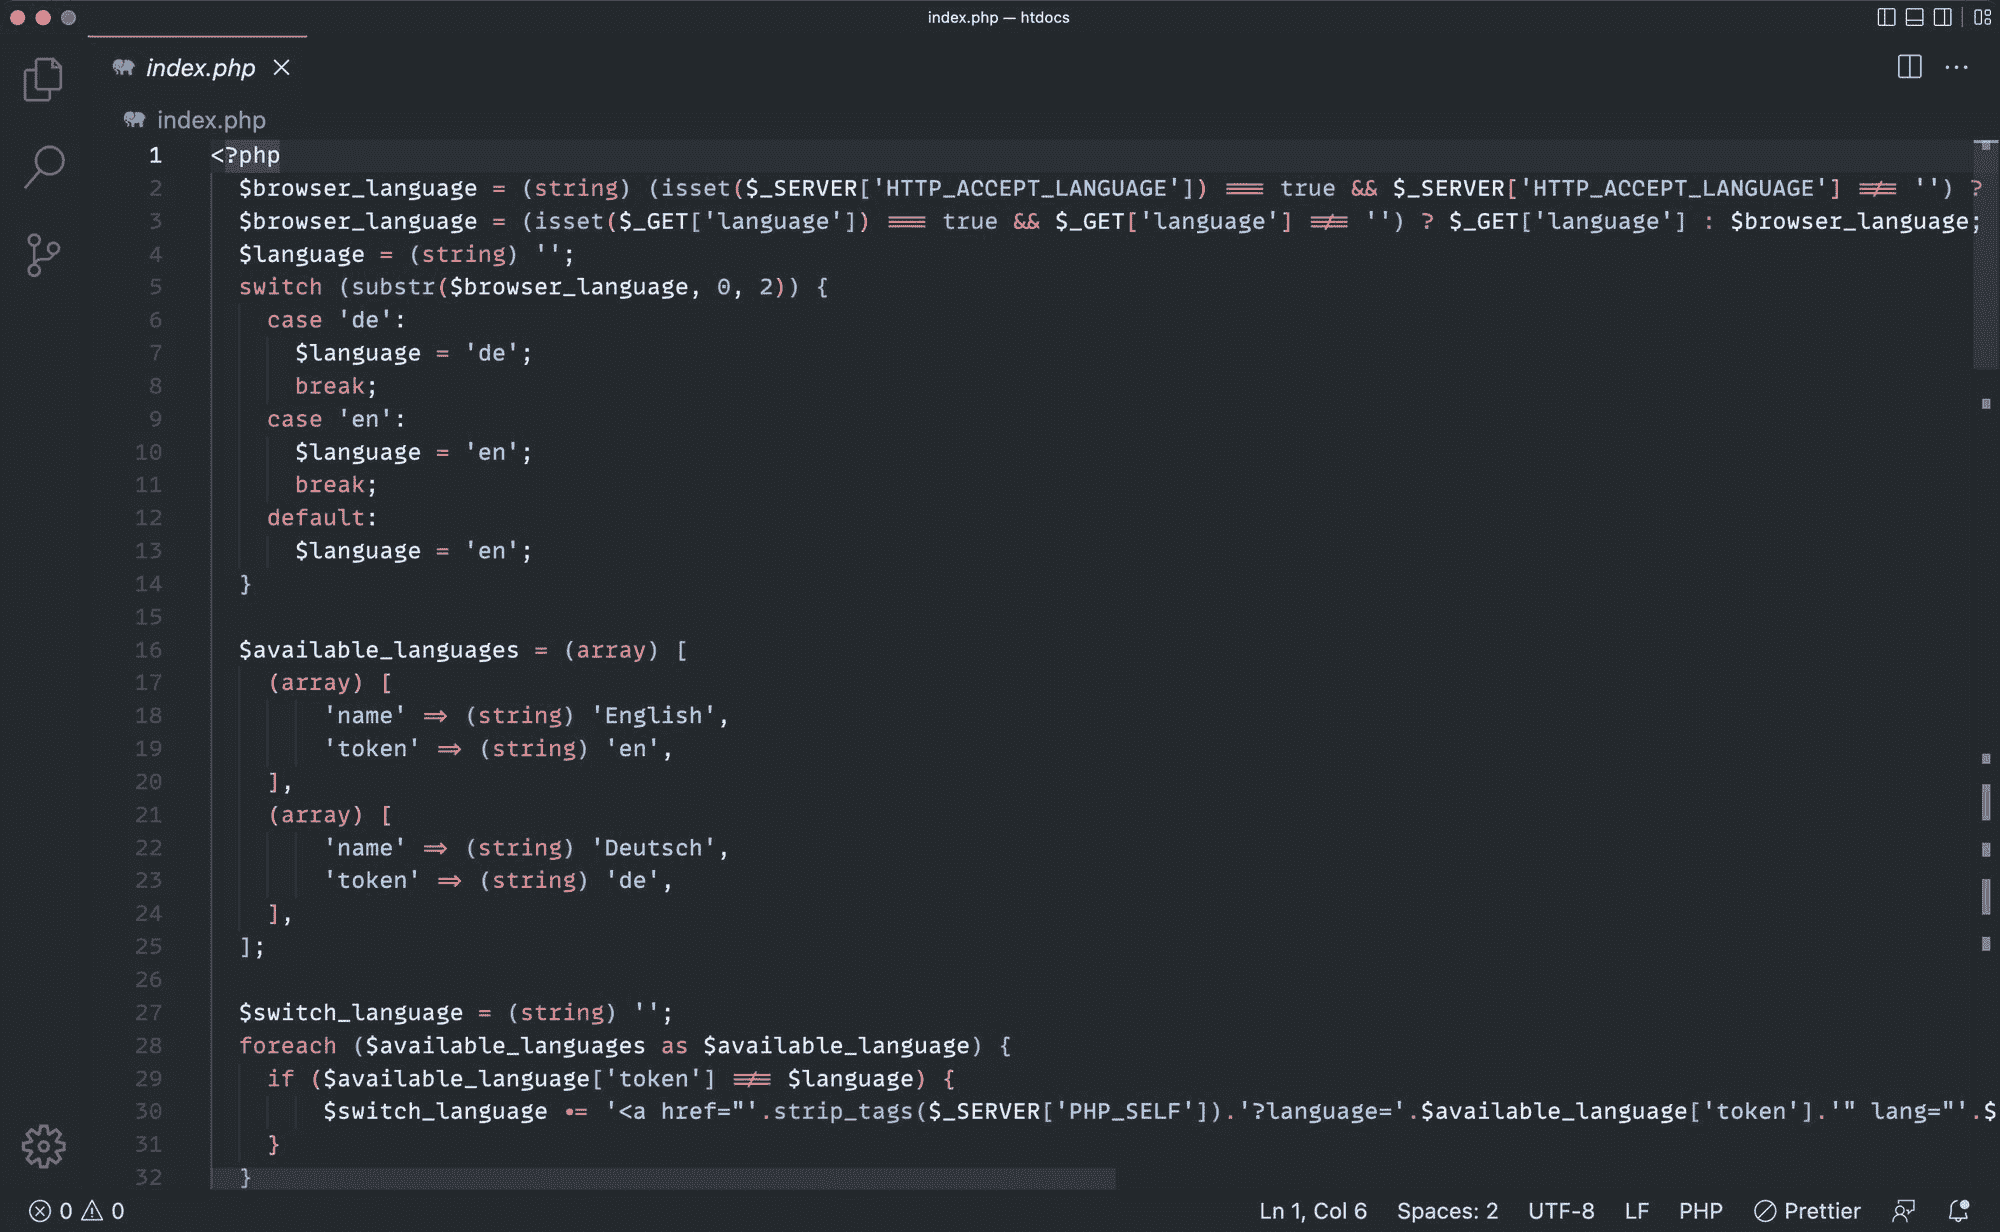 index.php — htdocs
index.php
index.php
1 <?php
2 $browser_language = (string) (isset($_SERVER['HTTP_ACCEPT_LANGUAGE']) === true && $_SERVER['HTTP_ACCEPT_LANGUAGE'] !== '') ?
3 $browser_language = (isset($_GET['language']) === true && $_GET['language'] !== '') ? $_GET['language'] : $browser_language;
4 $language = (string) '';
5 switch (substr($browser_language, 0, 2)) {
6 case 'de':
7 $language = 'de';
8 break;
9 case 'en':
10 $language = 'en';
11 break;
12 default:
13 $language = 'en';
14 }
15
16 $available_languages = (array) [
17 (array) [
18 'name' => (string) 'English',
19 'token' => (string) 'en',
20 ],
21 (array) [
22 'name' => (string) 'Deutsch',
23 'token' => (string) 'de',
24 ],
25 ];
26
27 $switch_language = (string) '';
28 foreach ($available_languages as $available_language) {
29 if ($available_language['token'] !== $language) {
30 $switch_language .= '<a href="'.strip_tags($_SERVER['PHP_SELF']).'?language='.$available_language['token'].'" lang="'.$
31 }
32 }
0 0 Ln 1, Col 6 Spaces: 2 UTF-8 LF PHP Prettier